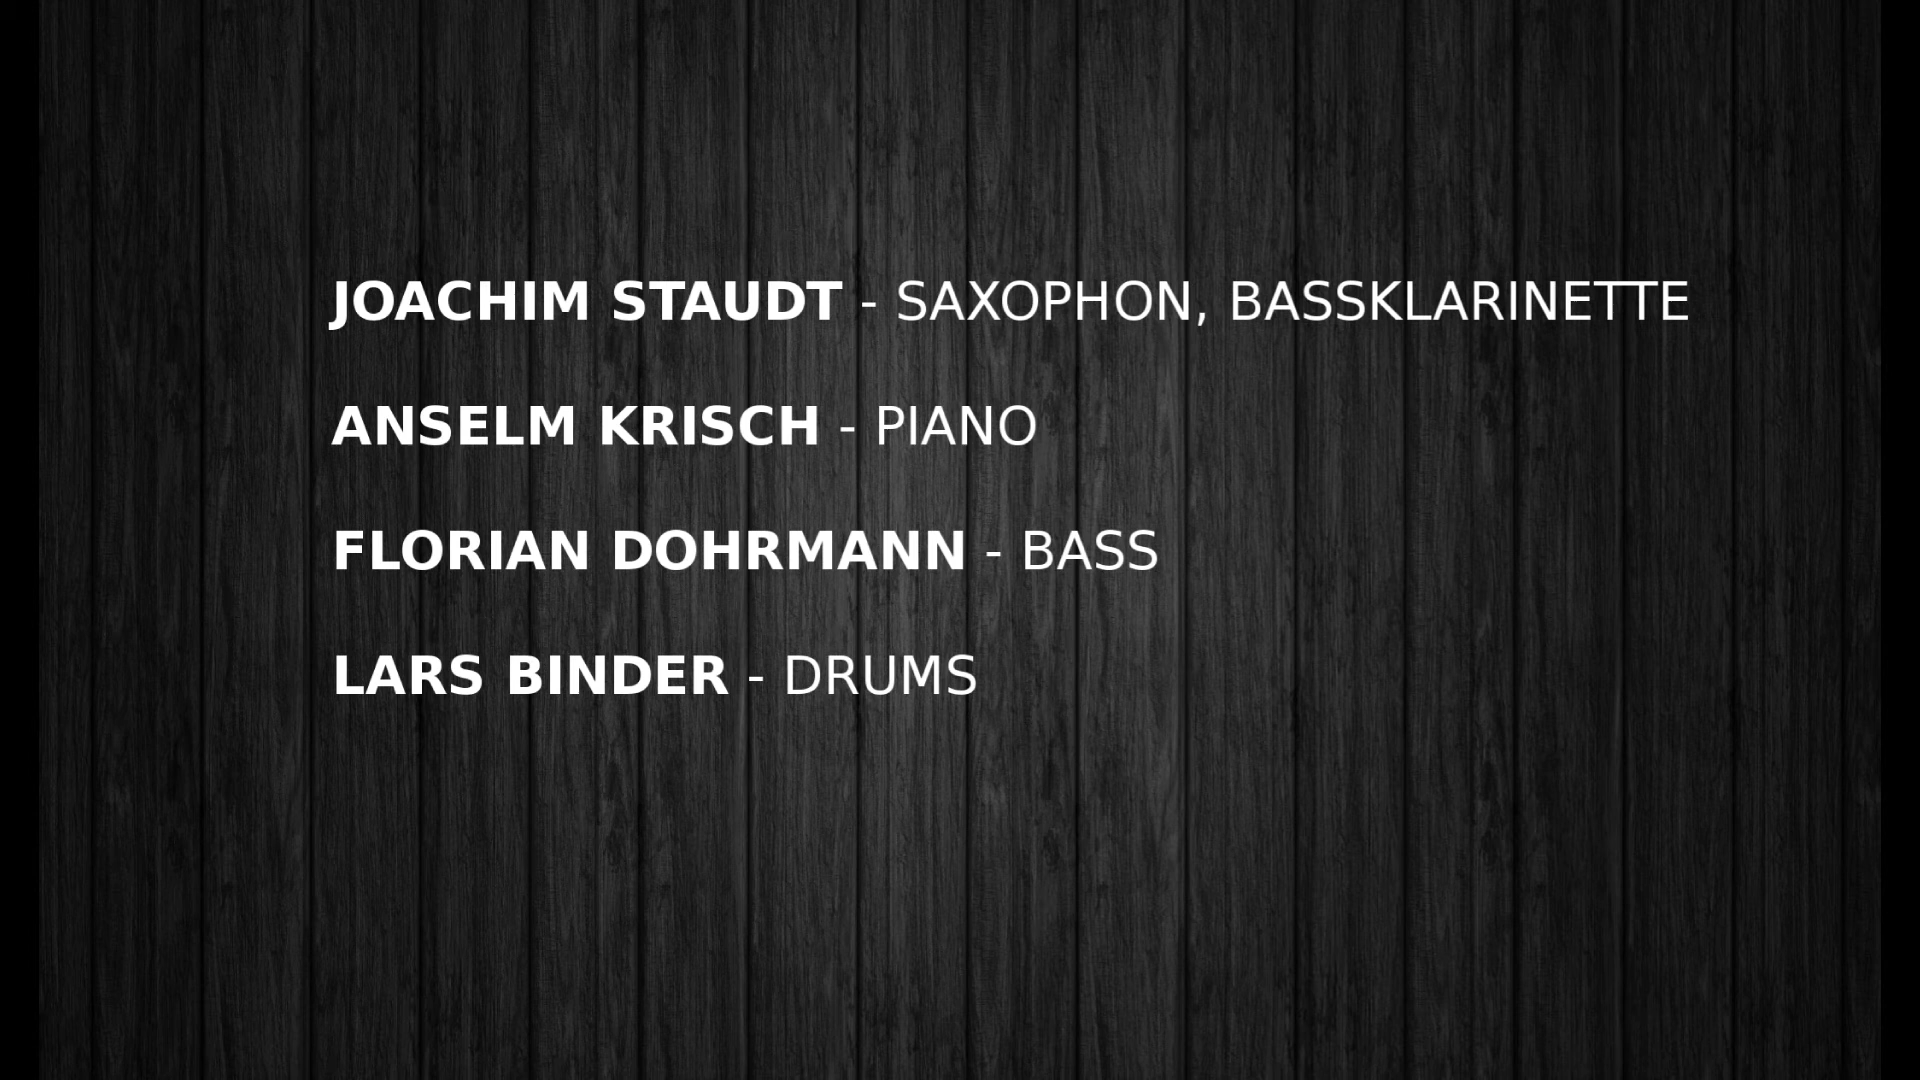 JOACHIM STAUDT - SAXOPHON, BASSKLARINETTE
ANSELM KRISCH - PIANO
FLORIAN DOHRMANN - BASS
LARS BINDER - DRUMS